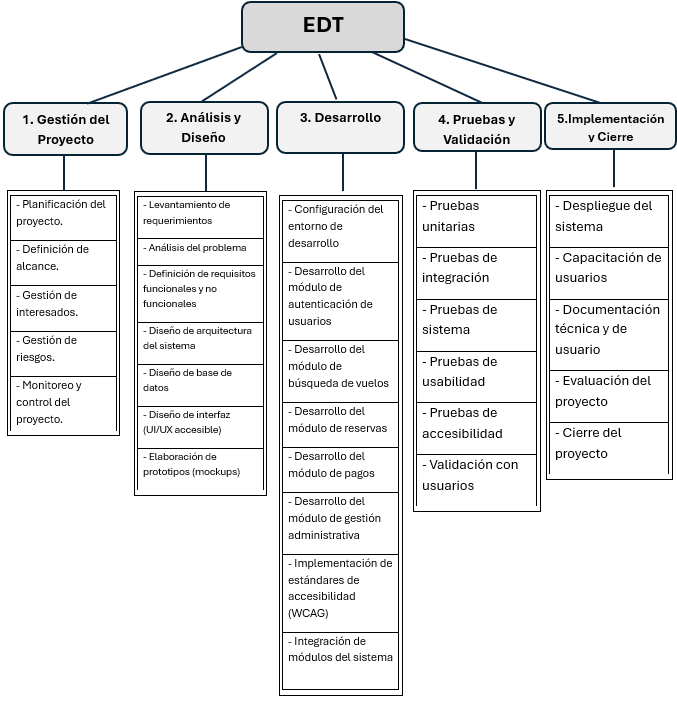 EDT
1. Gestión del
Proyecto
2. Análisis y
Diseño
3. Desarrollo
4. Pruebas y
Validación
5.Implementación
y Cierre
- Planificación del
proyecto.
- Definición de
alcance.
- Gestión de
interesados.
- Gestión de
riesgos.
- Monitoreo y
control del
proyecto.
- Levantamiento de
requerimientos
- Análisis del problema
- Definición de requisitos
funcionales y no
funcionales
- Diseño de arquitectura
del sistema
- Diseño de base de
datos
- Diseño de interfaz
(UI/UX accesible)
- Elaboración de
prototipos (mockups)
- Configuración del
entorno de
desarrollo
- Desarrollo del
módulo de
autenticación de
usuarios
- Desarrollo del
módulo de
búsqueda de vuelos
- Desarrollo del
módulo de reservas
- Desarrollo del
módulo de pagos
- Desarrollo del
módulo de gestión
administrativa
- Implementación de
estándares de
accesibilidad
(WCAG)
- Integración de
módulos del sistema
- Pruebas
unitarias
- Pruebas de
integración
- Pruebas de
sistema
- Pruebas de
usabilidad
- Pruebas de
accesibilidad
- Validación con
usuarios
- Despliegue del
sistema
- Capacitación de
usuarios
- Documentación
técnica y de
usuario
- Evaluación del
proyecto
- Cierre del
proyecto